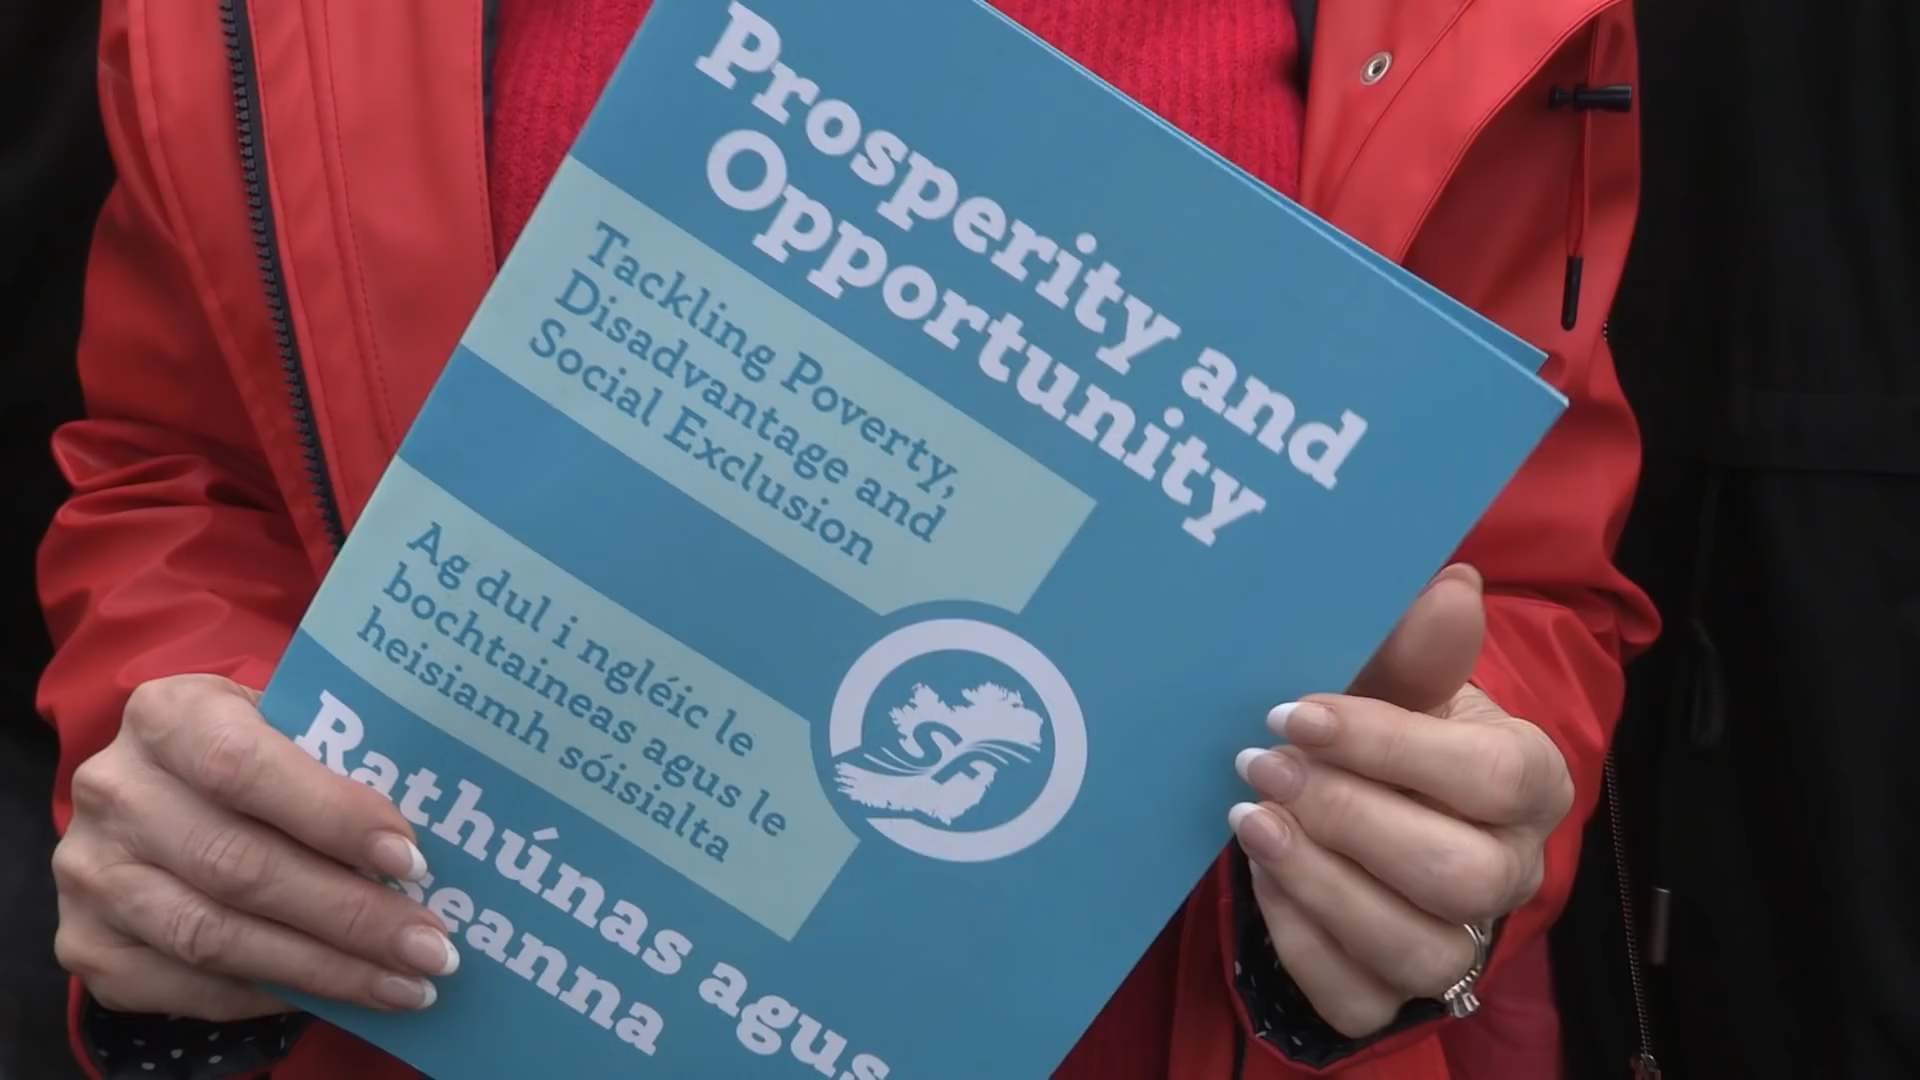 Prosperity and
Opportunity
Tackling Poverty,
Disadvantage and
Social Exclusion
Ag dul i ngléic le
bochtaineas agus le
heisiamh sóisialta
SF
Rathúnas agus